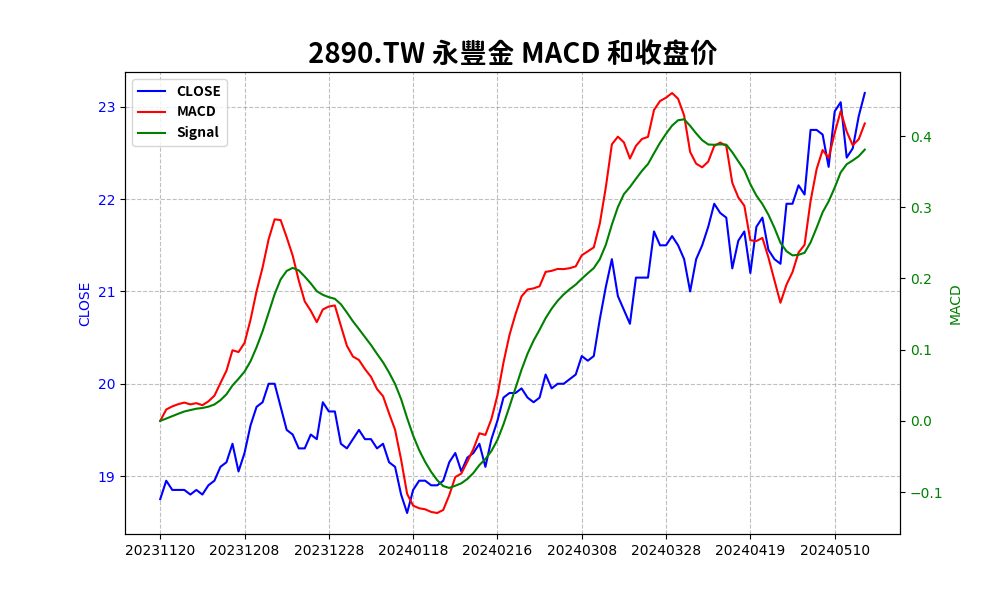 2890.TW 永豐金 MACD 和收盘价
CLOSE
MACD
Signal
23
22
21
20
19
CLOSE
0.4
0.3
0.2
0.1
0.0
−0.1
MACD
20231120 20231208 20231228 20240118 20240216 20240308 20240328 20240419 20240510